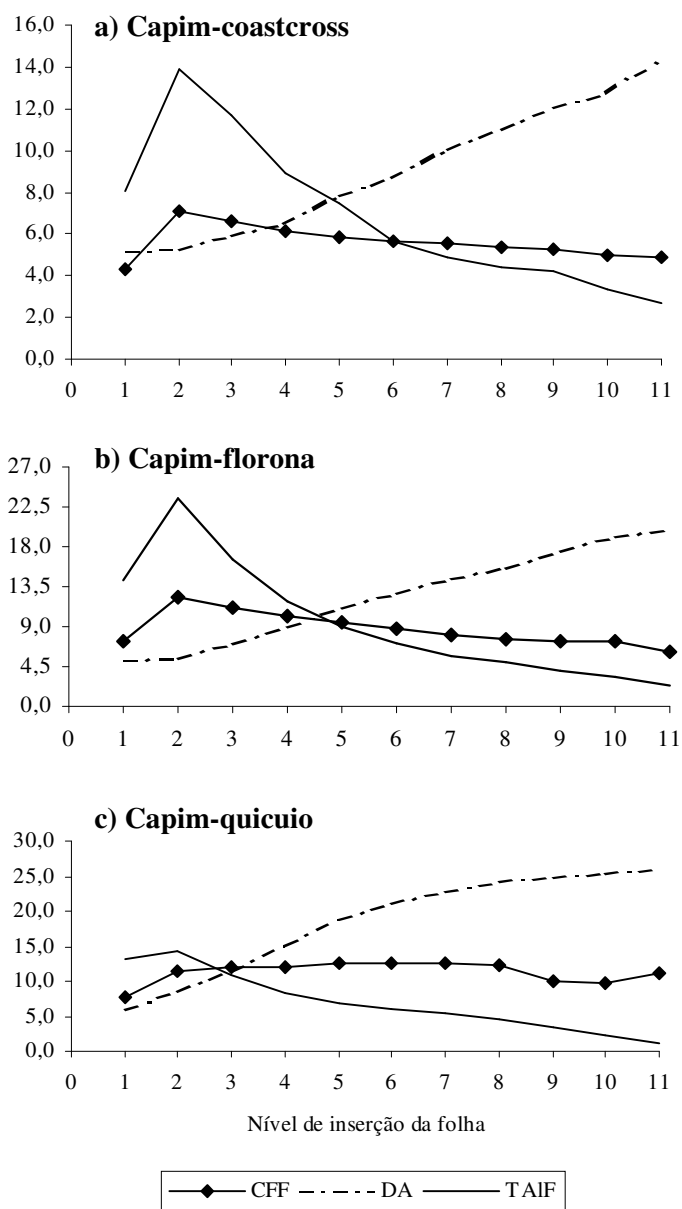 a) Capim-coastcross
16,0
14,0
12,0
10,0
8,0
6,0
4,0
2,0
0,0
0 1 2 3 4 5 6 7 8 9 10 11
b) Capim-florona
27,0
22,5
18,0
13,5
9,0
4,5
0,0
0 1 2 3 4 5 6 7 8 9 10 11
c) Capim-quicuio
30,0
25,0
20,0
15,0
10,0
5,0
0,0
0 1 2 3 4 5 6 7 8 9 10 11
Nível de inserção da folha
CFF DA TAlF